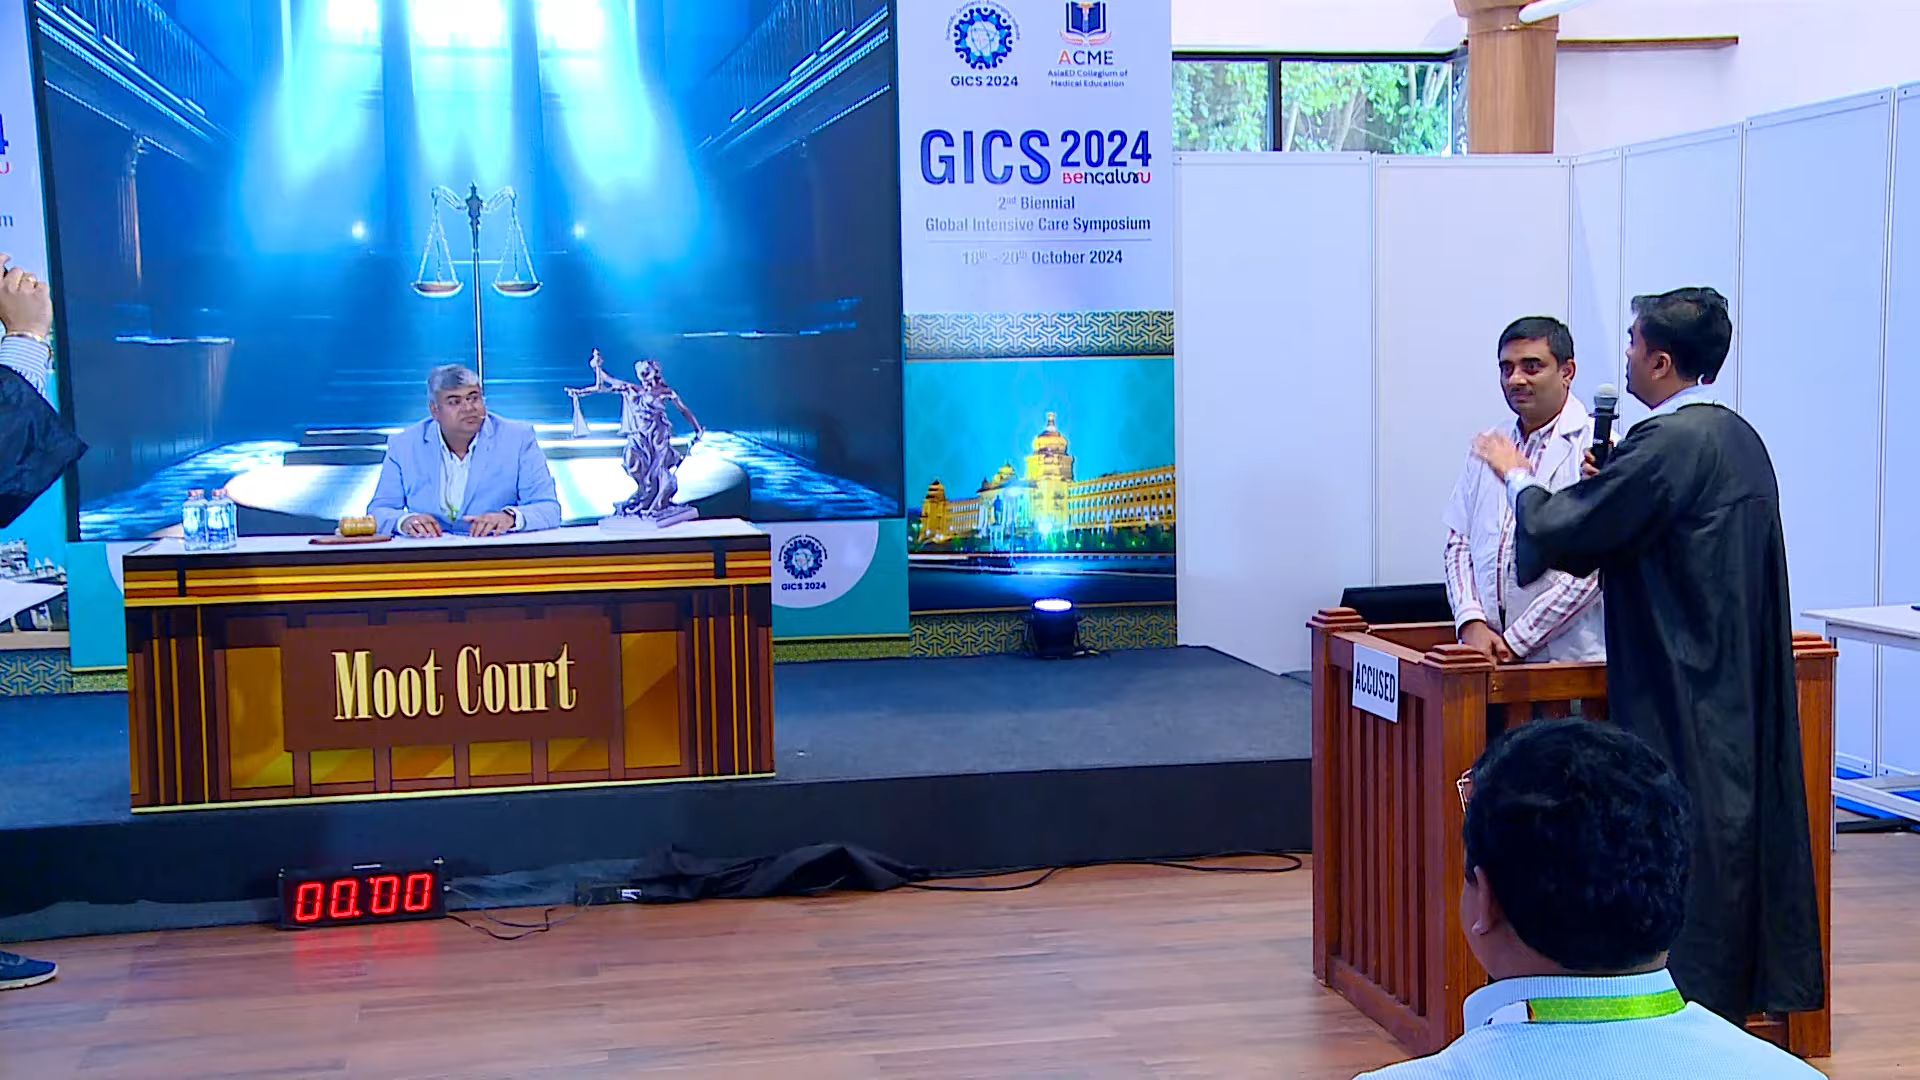 GICS 2024
ACME
AsiaED Collegium of
Medical Education
GICS 2024
Bengaluru
2nd Biennial
Global Intensive Care Symposium
18th - 20th October 2024
GICS 2024
Moot Court
ACCUSED
00:00